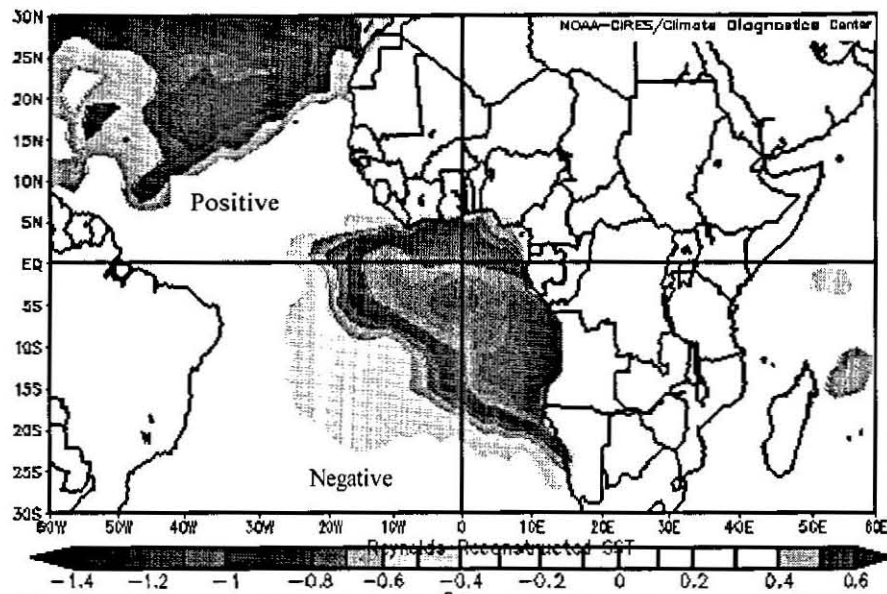 30N
NOAA-CIRES/Climate Diagnostics Center
25N
20N
15N
10N
Positive
5N
EQ
5S
10S
15S
20S
25S
Negative
30S
60W 50W 40W 30W 20W 10W 0 10E 20E 30E 40E 50E 60E
Reynolds Reconstructed SST
-1.4 -1.2 -1 -0.8 -0.6 -0.4 -0.2 0 0.2 0.4 0.6